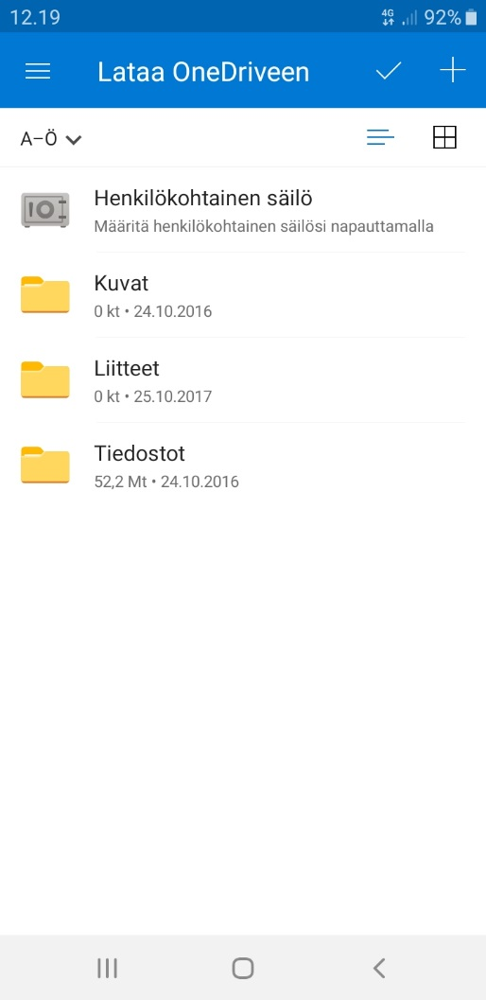 12.19
4G
92%
Lataa OneDriveen
A–Ö
Henkilökohtainen säilö
Määritä henkilökohtainen säilösi napauttamalla
Kuvat
0 kt • 24.10.2016
Liitteet
0 kt • 25.10.2017
Tiedostot
52,2 Mt • 24.10.2016